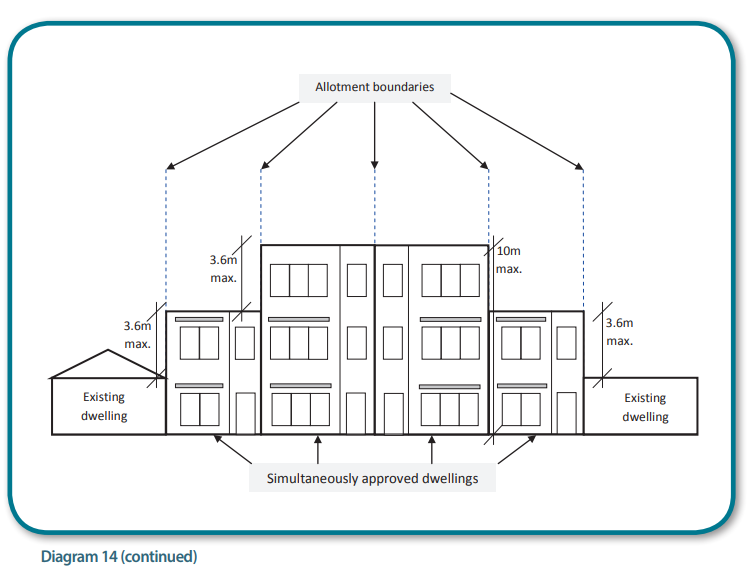 Allotment boundaries
3.6m
max.
10m
max.
3.6m
max.
3.6m
max.
Existing
dwelling
Existing
dwelling
Simultaneously approved dwellings
Diagram 14 (continued)